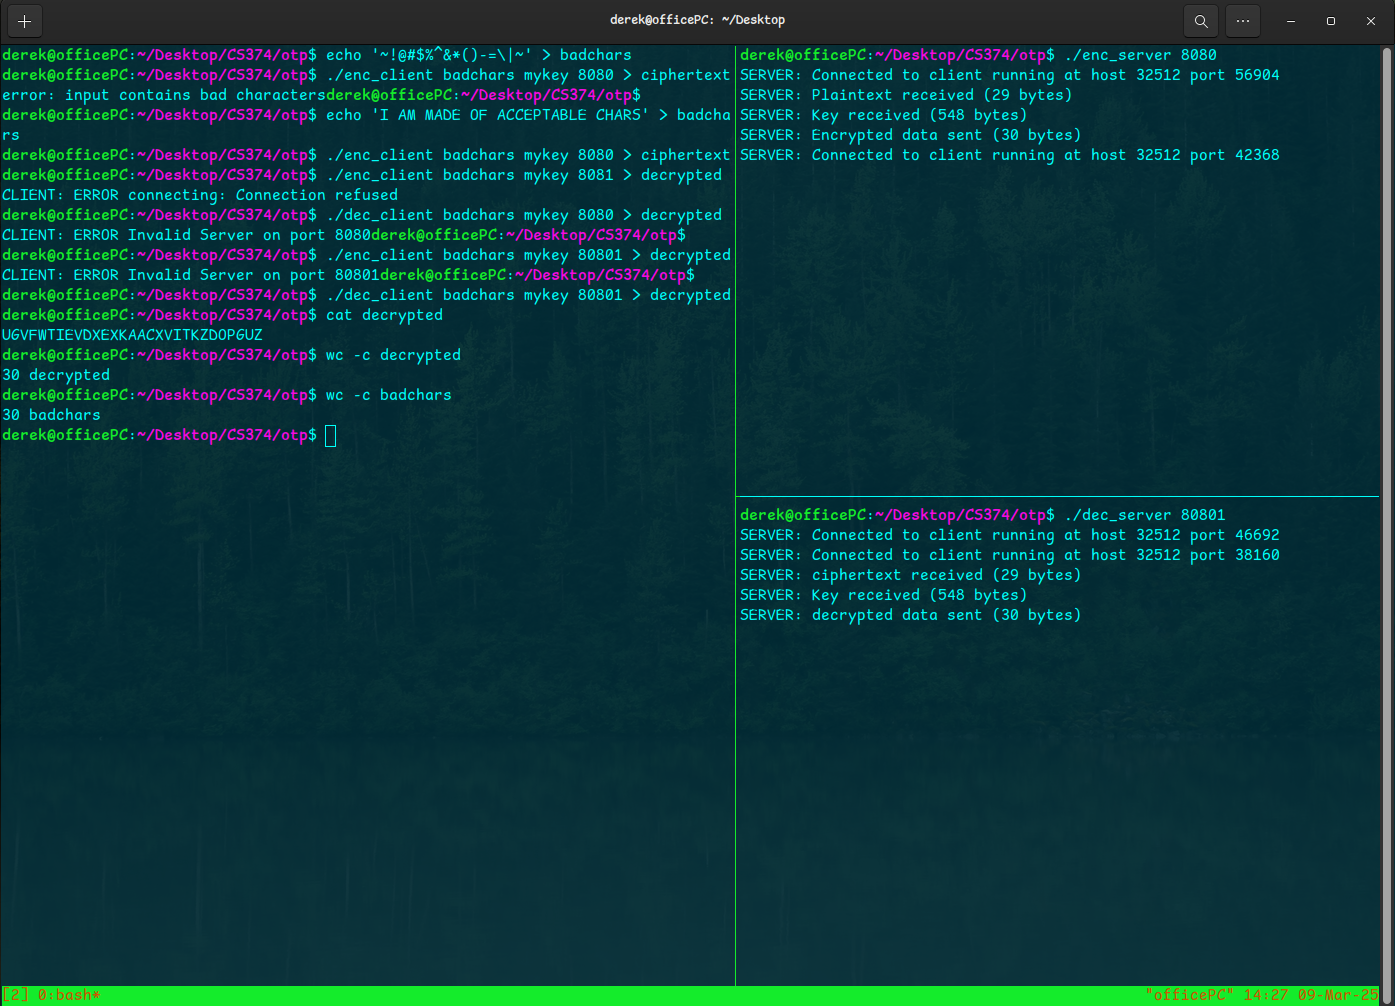 derek@officePC: ~/Desktop
derek@officePC:~/Desktop/CS374/otp$ echo '~!@#$%^&*()-=\|~' > badchars
derek@officePC:~/Desktop/CS374/otp$ ./enc_client badchars mykey 8080 > ciphertext
error: input contains bad charactersderek@officePC:~/Desktop/CS374/otp$
derek@officePC:~/Desktop/CS374/otp$ echo 'I AM MADE OF ACCEPTABLE CHARS' > badcha
rs
derek@officePC:~/Desktop/CS374/otp$ ./enc_client badchars mykey 8080 > ciphertext
derek@officePC:~/Desktop/CS374/otp$ ./enc_client badchars mykey 8081 > decrypted
CLIENT: ERROR connecting: Connection refused
derek@officePC:~/Desktop/CS374/otp$ ./dec_client badchars mykey 8080 > decrypted
CLIENT: ERROR Invalid Server on port 8080derek@officePC:~/Desktop/CS374/otp$
derek@officePC:~/Desktop/CS374/otp$ ./enc_client badchars mykey 80801 > decrypted
CLIENT: ERROR Invalid Server on port 80801derek@officePC:~/Desktop/CS374/otp$
derek@officePC:~/Desktop/CS374/otp$ ./dec_client badchars mykey 80801 > decrypted
derek@officePC:~/Desktop/CS374/otp$ cat decrypted
UGVFWTIEVDXEXKAACXVITKZDOPGUZ
derek@officePC:~/Desktop/CS374/otp$ wc -c decrypted
30 decrypted
derek@officePC:~/Desktop/CS374/otp$ wc -c badchars
30 badchars
derek@officePC:~/Desktop/CS374/otp$
derek@officePC:~/Desktop/CS374/otp$ ./enc_server 8080
SERVER: Connected to client running at host 32512 port 56904
SERVER: Plaintext received (29 bytes)
SERVER: Key received (548 bytes)
SERVER: Encrypted data sent (30 bytes)
SERVER: Connected to client running at host 32512 port 42368
derek@officePC:~/Desktop/CS374/otp$ ./dec_server 80801
SERVER: Connected to client running at host 32512 port 46692
SERVER: Connected to client running at host 32512 port 38160
SERVER: ciphertext received (29 bytes)
SERVER: Key received (548 bytes)
SERVER: decrypted data sent (30 bytes)
[2] 0:bash*
"officePC" 14:27 09-Mar-25